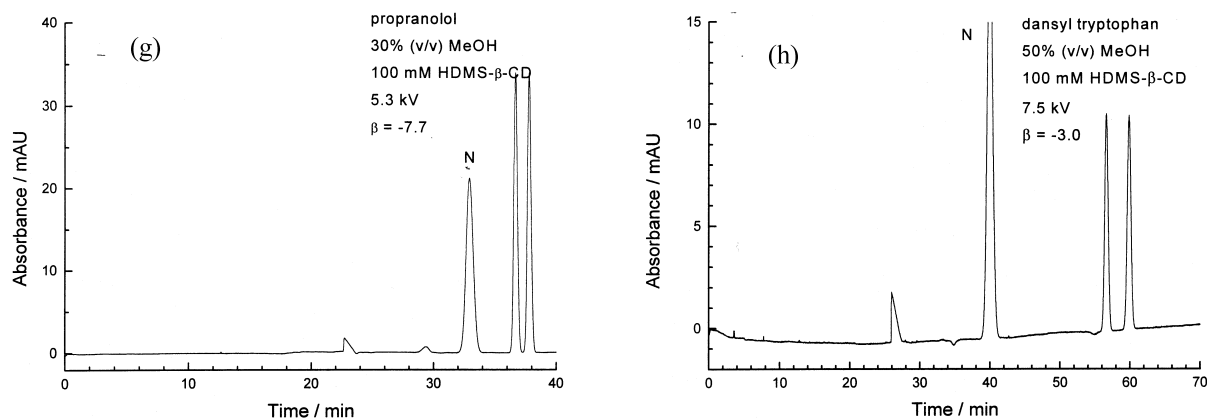 (g)
propranolol
30% (v/v) MeOH
100 mM HDMS-β-CD
5.3 kV
β = -7.7
N
Absorbance / mAU
40
30
20
10
0
0 20 30 40
Time / min
(h)
N
dansyl tryptophan
50% (v/v) MeOH
100 mM HDMS-β-CD
7.5 kV
β = -3.0
Absorbance / mAU
15
10
5
0
0 10 20 30 40 50 60 70
Time / min